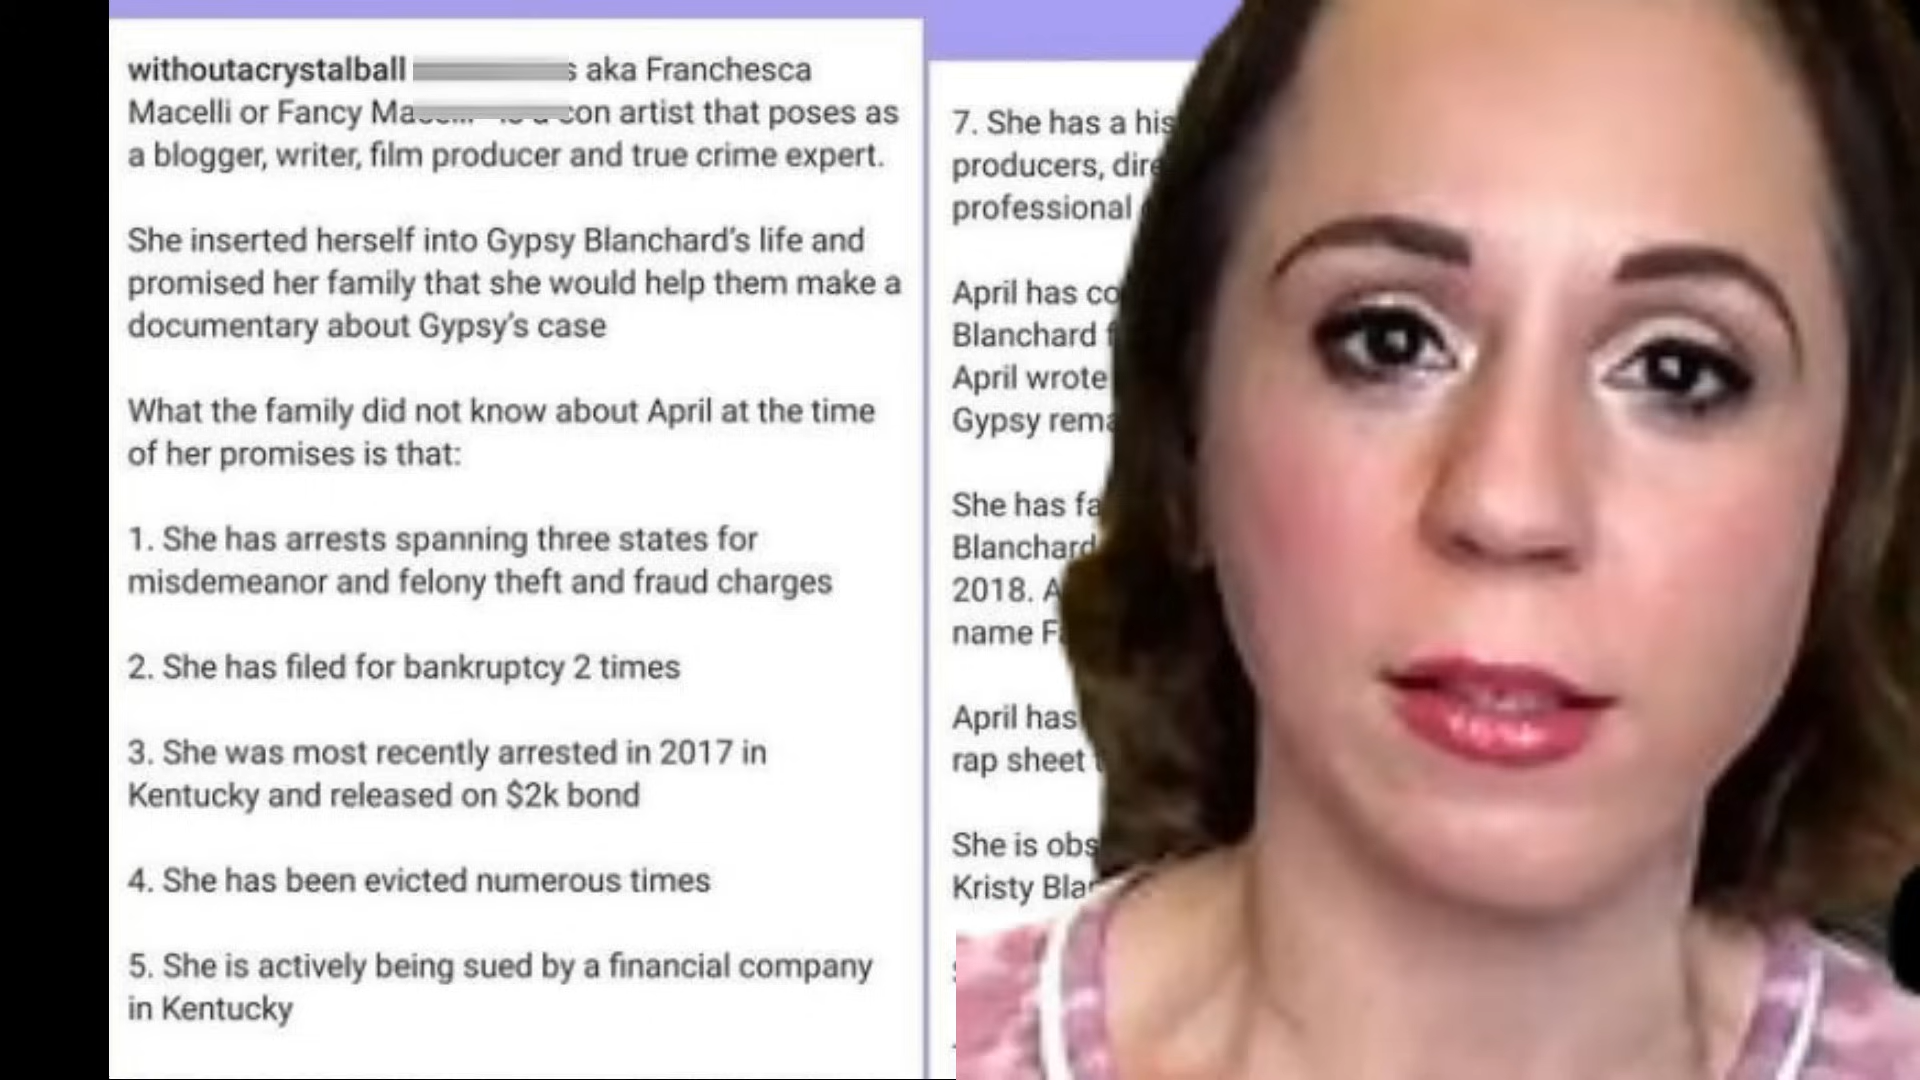 withoutacrystalball s aka Franchesca
Macelli or Fancy con artist that poses as
a blogger, writer, film producer and true crime expert.
She inserted herself into Gypsy Blanchard's life and
promised her family that she would help them make a
documentary about Gypsy's case
What the family did not know about April at the time
of her promises is that:
1. She has arrests spanning three states for
misdemeanor and felony theft and fraud charges
2. She has filed for bankruptcy 2 times
3. She was most recently arrested in 2017 in
Kentucky and released on $2k bond
4. She has been evicted numerous times
5. She is actively being sued by a financial company
in Kentucky
7. She has a his
producers, dire
professional
April has co
Blanchard
April wrote
Gypsy rema
She has fa
Blanchard
2018. A
name F
April has
rap sheet
She is obs
Kristy Bla